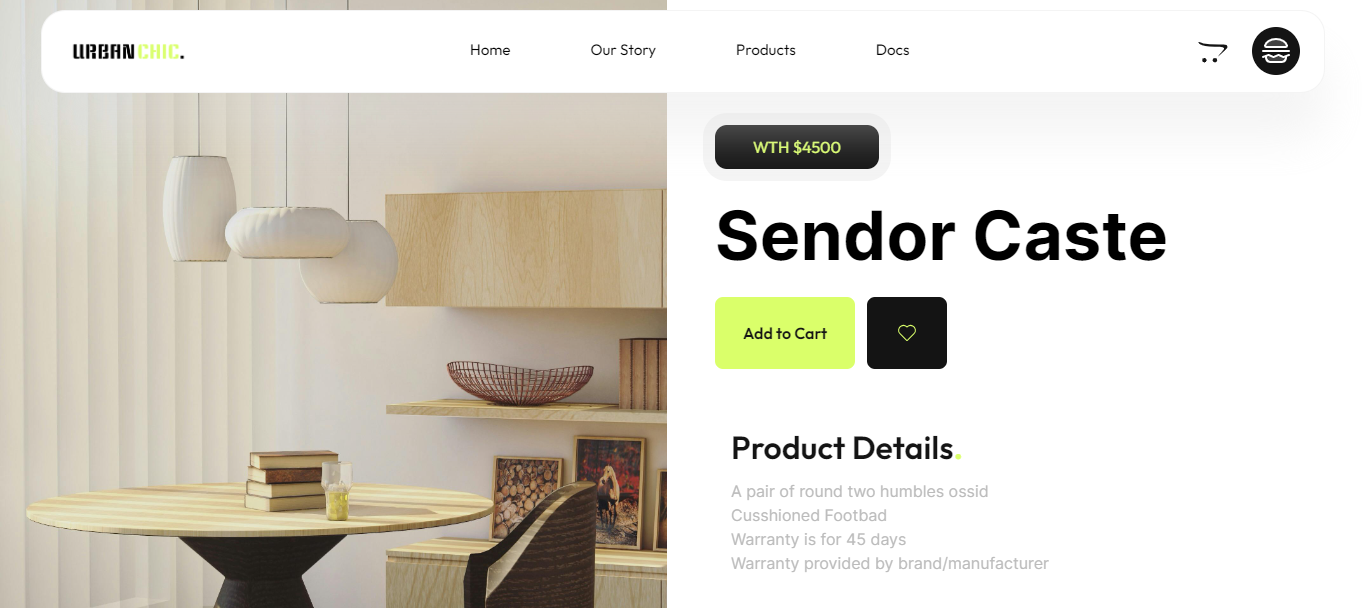 URBANCHIC.
Home
Our Story
Products
Docs
WTH $4500
Sendor Caste
Add to Cart
Product Details.
A pair of round two humbles ossid
Cusshioned Footbad
Warranty is for 45 days
Warranty provided by brand/manufacturer